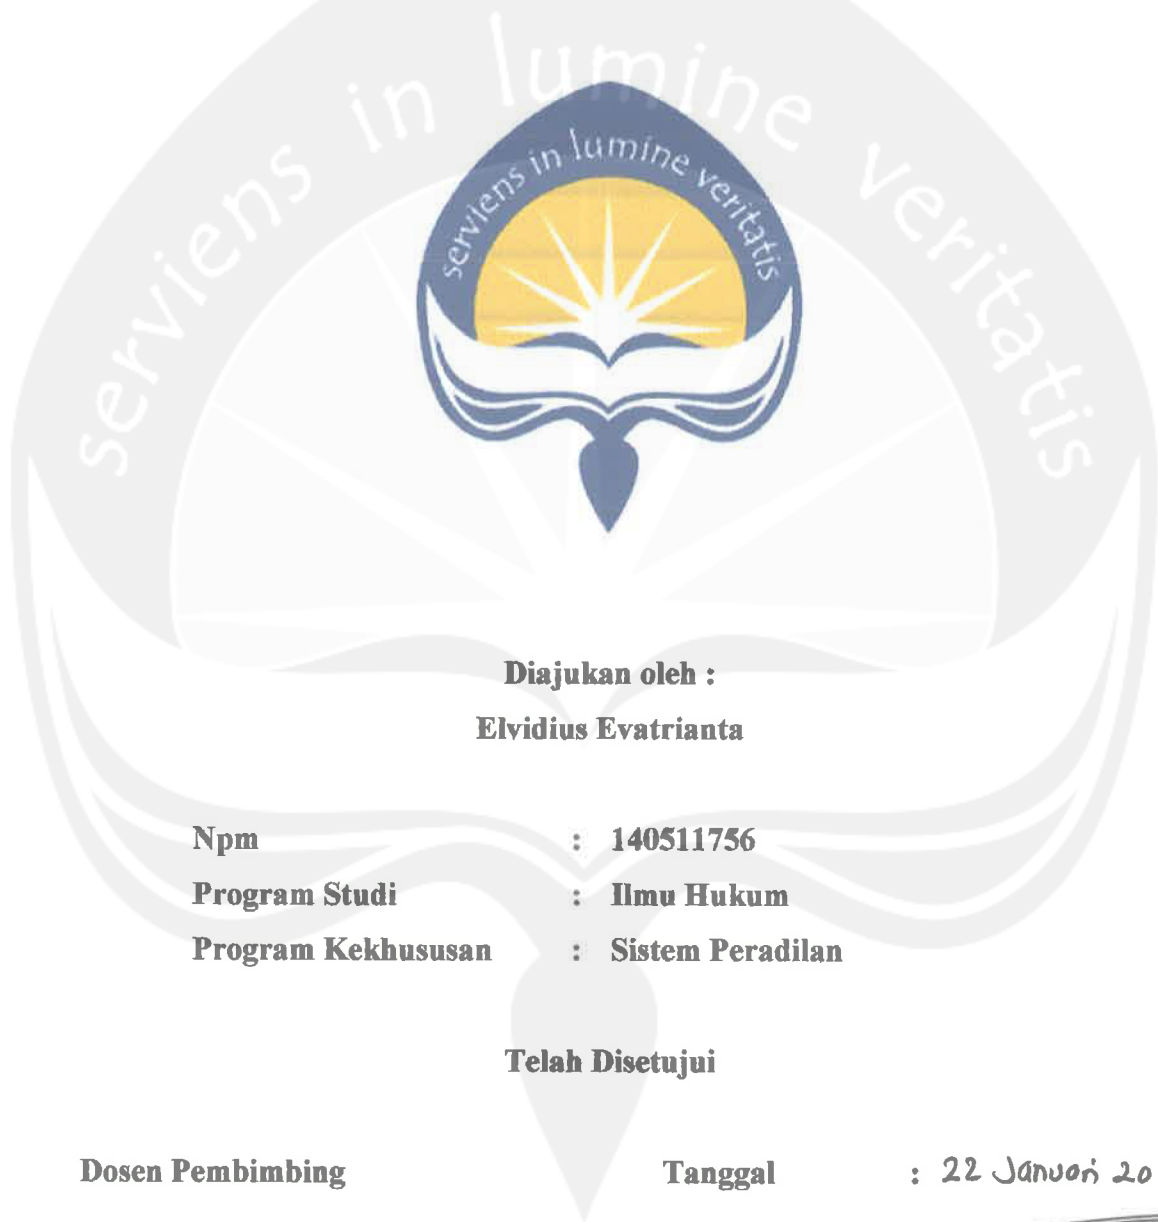 serviens in lumine veritatis
serviens in lumine veritatis
Diajukan oleh :
Elvidius Evatrianta
Npm : 140511756
Program Studi : Ilmu Hukum
Program Kekhususan : Sistem Peradilan
Telah Disetujui
Dosen Pembimbing Tanggal : 22 Januari 20